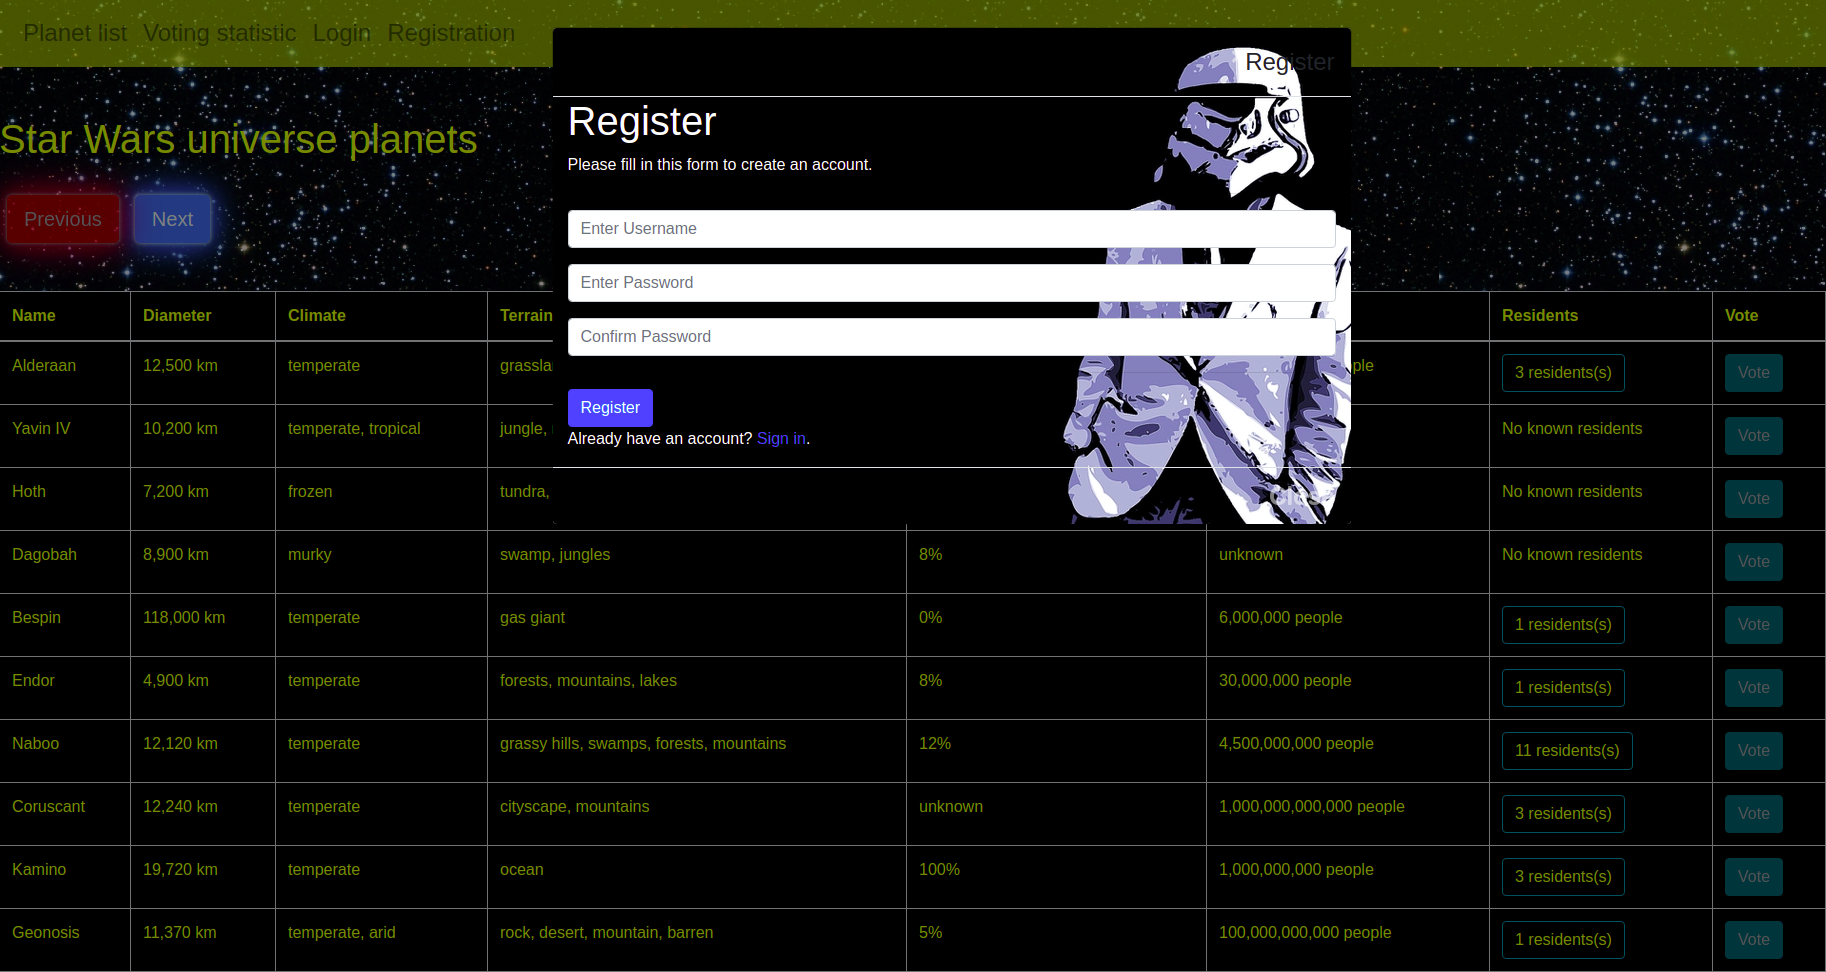 Planet list Voting statistic Login Registration
Register
Star Wars universe planets
Previous Next
Register
Please fill in this form to create an account.
Enter Username
Enter Password
Confirm Password
Register
Already have an account? Sign in.
Close
Name Diameter Climate Terrain Residents Vote
Alderaan 12,500 km temperate 3 residents(s) Vote
Yavin IV 10,200 km temperate, tropical jungle, No known residents Vote
Hoth 7,200 km frozen tundra, No known residents Vote
Dagobah 8,900 km murky swamp, jungles 8% unknown No known residents Vote
Bespin 118,000 km temperate gas giant 0% 6,000,000 people 1 residents(s) Vote
Endor 4,900 km temperate forests, mountains, lakes 8% 30,000,000 people 1 residents(s) Vote
Naboo 12,120 km temperate grassy hills, swamps, forests, mountains 12% 4,500,000,000 people 11 residents(s) Vote
Coruscant 12,240 km temperate cityscape, mountains unknown 1,000,000,000,000 people 3 residents(s) Vote
Kamino 19,720 km temperate ocean 100% 1,000,000,000 people 3 residents(s) Vote
Geonosis 11,370 km temperate, arid rock, desert, mountain, barren 5% 100,000,000,000 people 1 residents(s) Vote